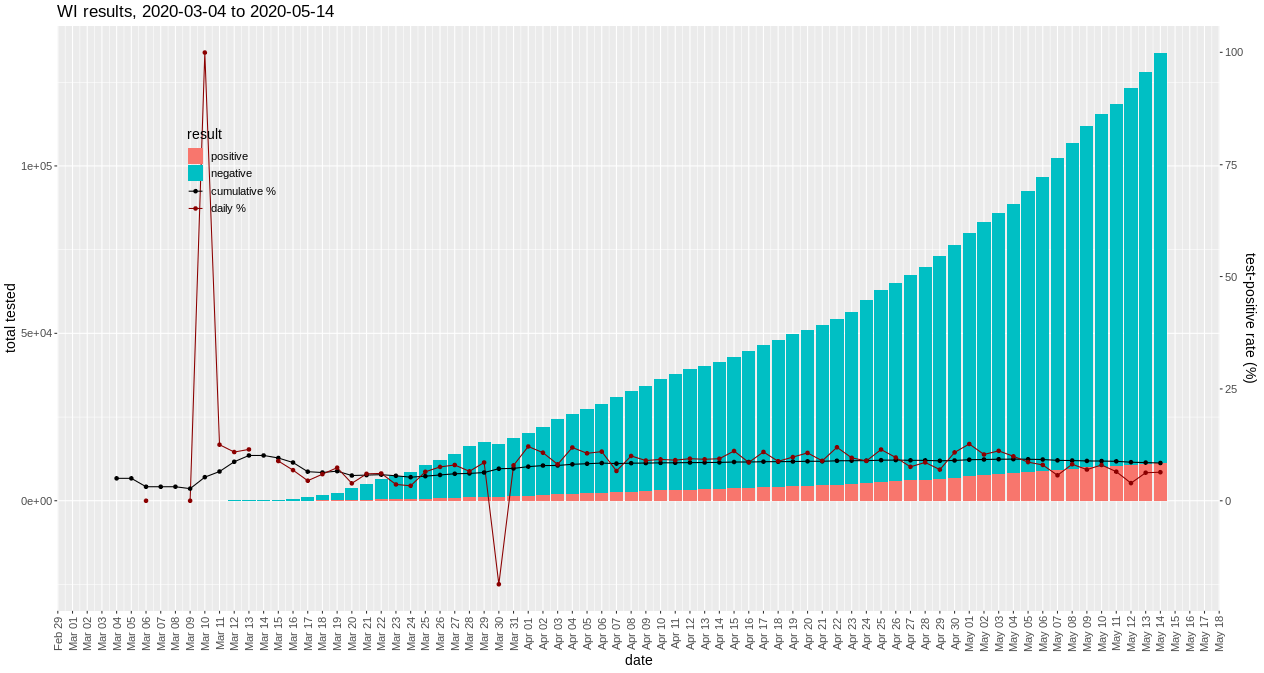 WI results, 2020-03-04 to 2020-05-14
total tested
1e+05
5e+04
0e+00
result
positive
negative
cumulative %
daily %
100
75
50
25
0
test-positive rate (%)
Feb 29
Mar 01
Mar 02
Mar 03
Mar 04
Mar 05
Mar 06
Mar 07
Mar 08
Mar 09
Mar 10
Mar 11
Mar 12
Mar 13
Mar 14
Mar 15
Mar 16
Mar 17
Mar 18
Mar 19
Mar 20
Mar 21
Mar 22
Mar 23
Mar 24
Mar 25
Mar 26
Mar 27
Mar 28
Mar 29
Mar 30
Mar 31
Apr 01
Apr 02
Apr 03
Apr 04
Apr 05
Apr 06
Apr 07
Apr 08
Apr 09
Apr 10
Apr 11
Apr 12
Apr 13
Apr 14
Apr 15
Apr 16
Apr 17
Apr 18
Apr 19
Apr 20
Apr 21
Apr 22
Apr 23
Apr 24
Apr 25
Apr 26
Apr 27
Apr 28
Apr 29
Apr 30
May 01
May 02
May 03
May 04
May 05
May 06
May 07
May 08
May 09
May 10
May 11
May 12
May 13
May 14
May 15
May 16
May 17
May 18
date